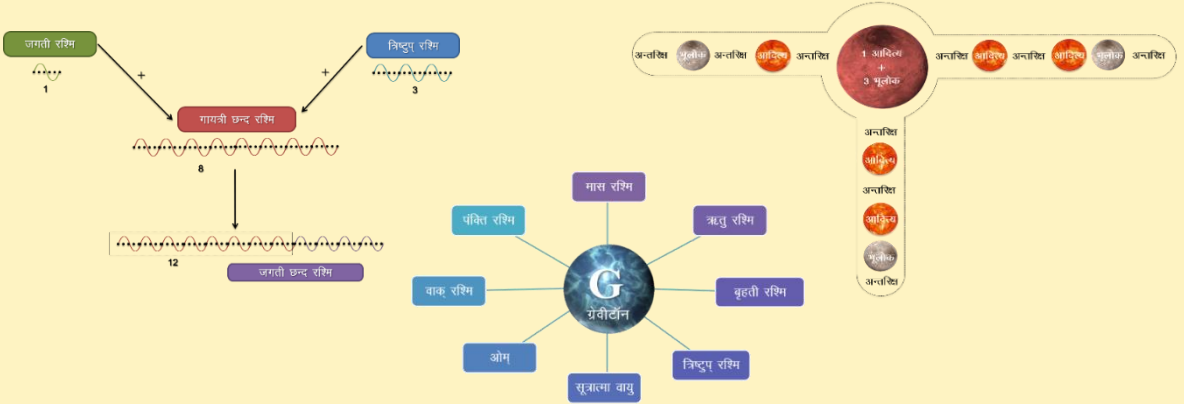 जगती रश्मि
त्रिष्टुप् रश्मि
+
+
1
3
गायत्री छन्द रश्मि
8
12
जगती छन्द रश्मि
मास रश्मि
पंक्ति रश्मि
ऋतु रश्मि
G
ग्रेवीटॉन
वाक् रश्मि
बृहती रश्मि
ओम्
त्रिष्टुप् रश्मि
सूत्रात्मा वायु
अन्तरिक्ष भूलोक अन्तरिक्ष आदित्य अन्तरिक्ष
1 आदित्य
+
3 भूलोक
अन्तरिक्ष आदित्य अन्तरिक्ष आदित्य भूलोक अन्तरिक्ष
अन्तरिक्ष
आदित्य
अन्तरिक्ष
आदित्य
भूलोक
अन्तरिक्ष